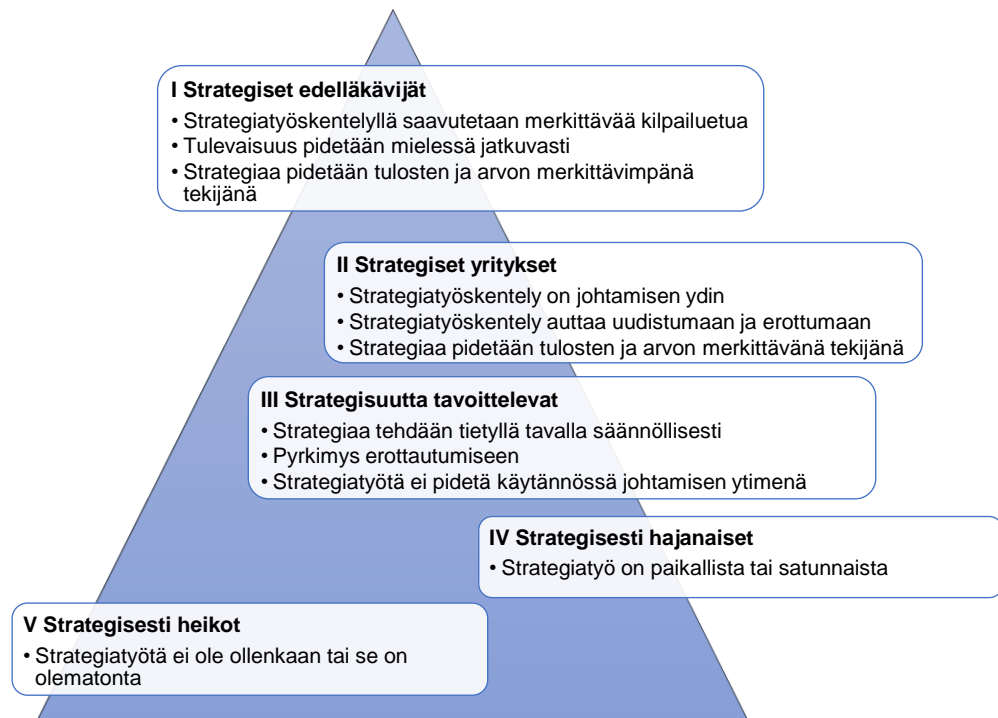 I Strategiset edelläkävijät
• Strategiatyöskentelyllä saavutetaan merkittävää kilpailuetua
• Tulevaisuus pidetään mielessä jatkuvasti
• Strategiaa pidetään tulosten ja arvon merkittävimpänä
tekijänä
II Strategiset yritykset
• Strategiatyöskentely on johtamisen ydin
• Strategiatyöskentely auttaa uudistumaan ja erottumaan
• Strategiaa pidetään tulosten ja arvon merkittävänä tekijänä
III Strategisuutta tavoittelevat
• Strategiaa tehdään tietyllä tavalla säännöllisesti
• Pyrkimys erottautumiseen
• Strategiatyötä ei pidetä käytännössä johtamisen ytimenä
IV Strategisesti hajanaiset
• Strategiatyö on paikallista tai satunnaista
V Strategisesti heikot
• Strategiatyötä ei ole ollenkaan tai se on
olematonta